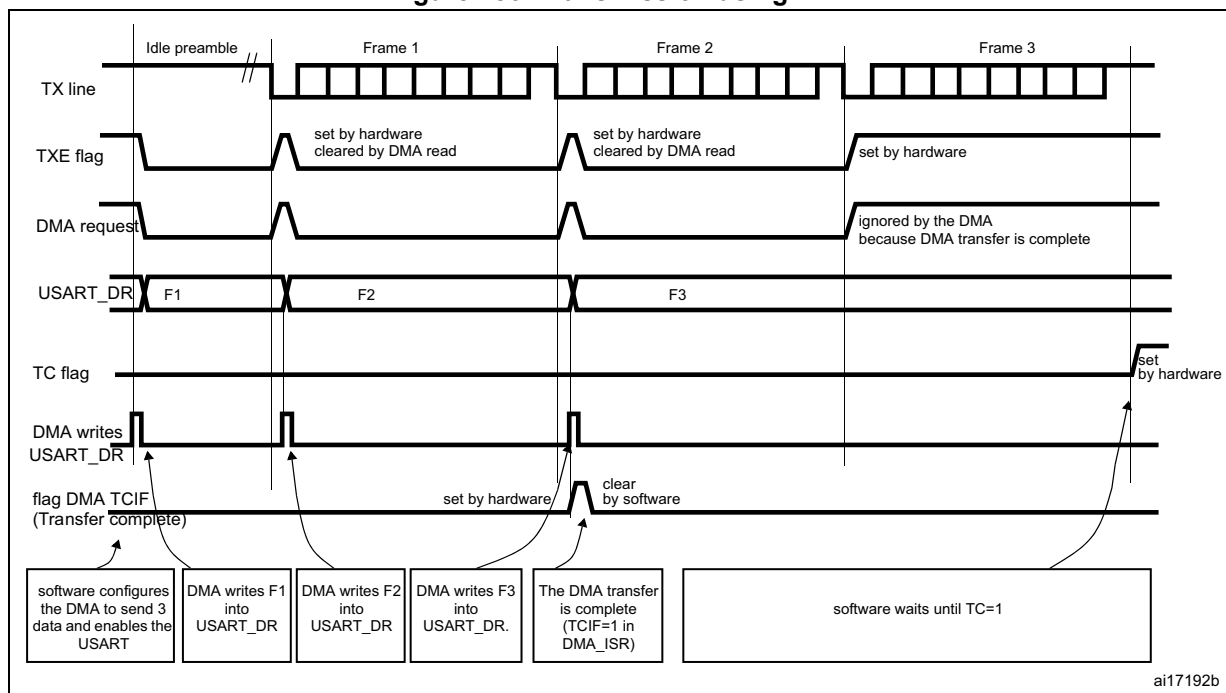 Idle preamble
Frame 1
Frame 2
Frame 3
TX line
TXE flag
set by hardware
cleared by DMA read
set by hardware
cleared by DMA read
set by hardware
DMA request
ignored by the DMA
because DMA transfer is complete
USART_DR
F1
F2
F3
TC flag
set
by hardware
DMA writes
USART_DR
flag DMA TCIF
(Transfer complete)
set by hardware
clear
by software
software configures
the DMA to send 3
data and enables the
USART
DMA writes F1
into
USART_DR
DMA writes F2
into
USART_DR
DMA writes F3
into
USART_DR.
The DMA transfer
is complete
(TCIF=1 in
DMA_ISR)
software waits until TC=1
ai17192b